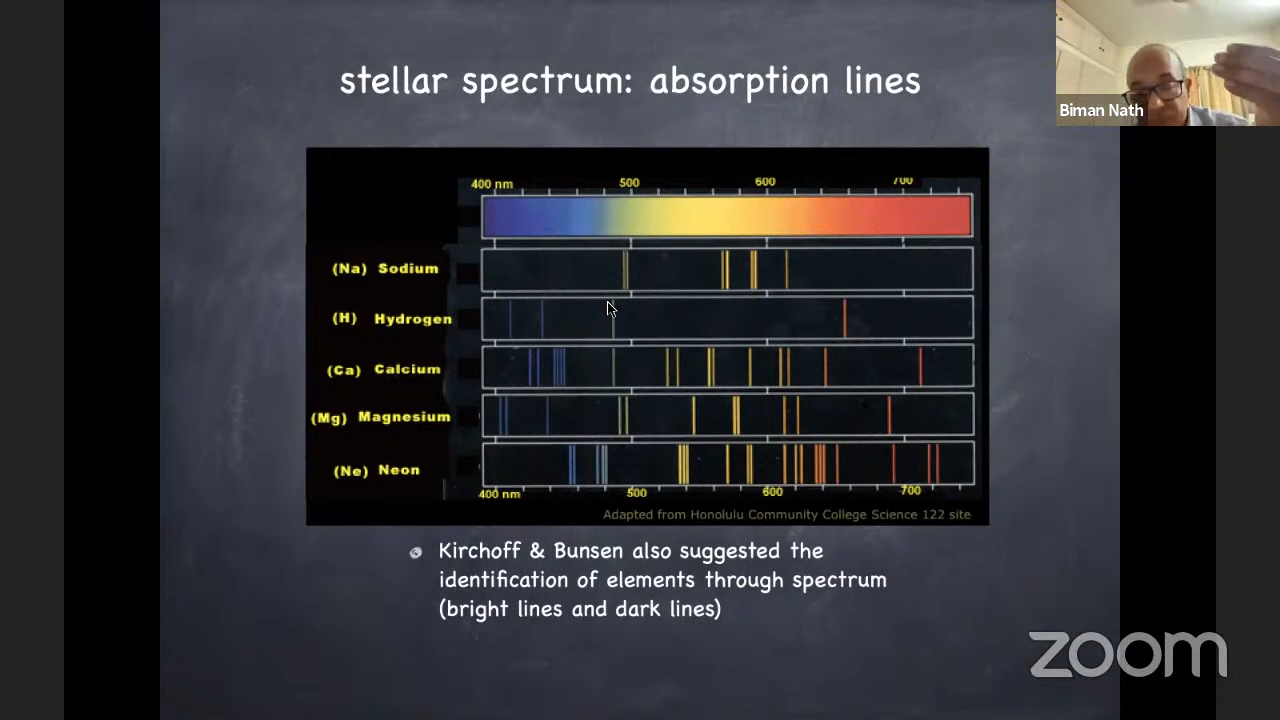 stellar spectrum: absorption lines
Biman Nath
400 nm 500 600 700
(Na) Sodium
(H) Hydrogen
(Ca) Calcium
(Mg) Magnesium
(Ne) Neon
400 nm 500 600 700
Adapted from Honolulu Community College Science 122 site
Kirchoff & Bunsen also suggested the
identification of elements through spectrum
(bright lines and dark lines)
zoom